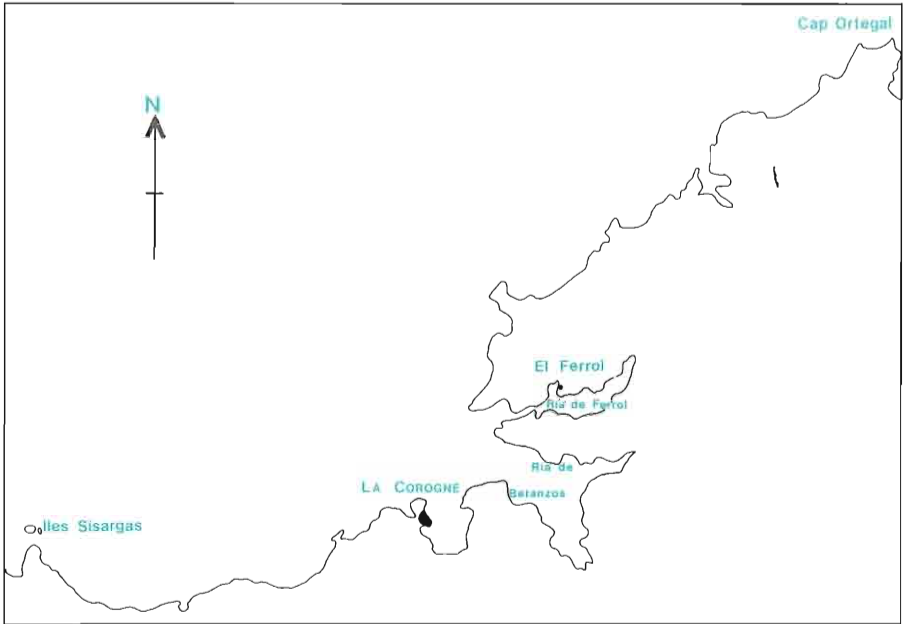 Cap Ortegal
N
El Ferrol
Ria de Ferrol
Ria de
Betanzos
LA COROGNE
Iles Sisargas